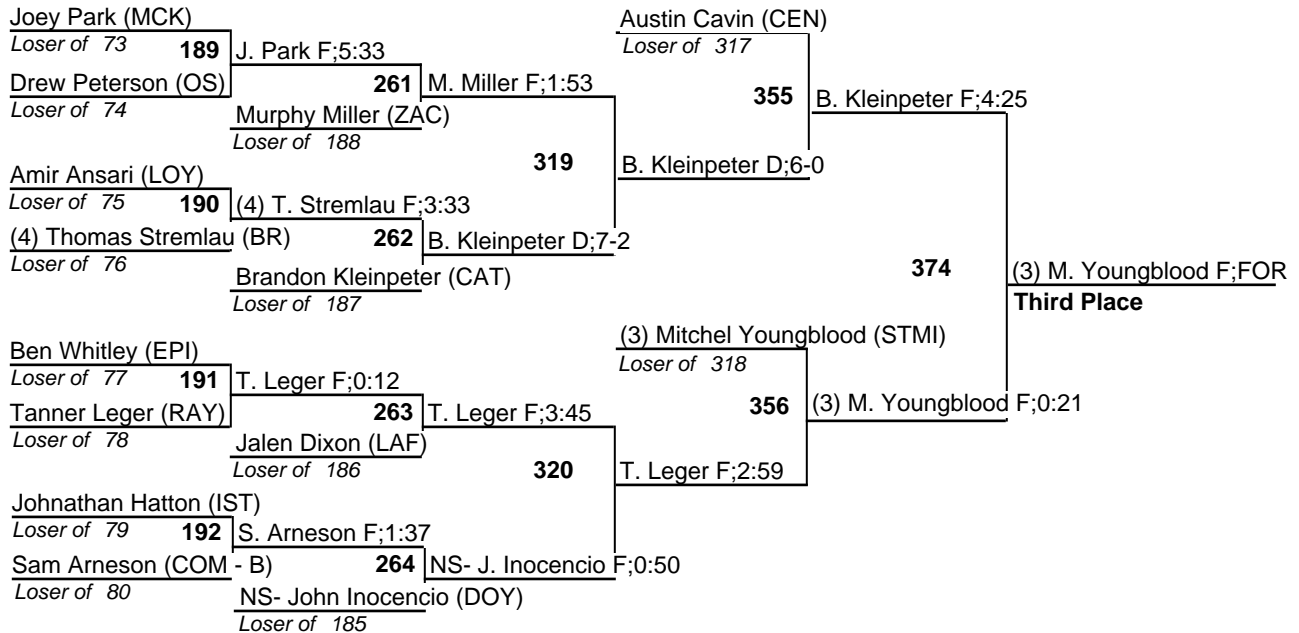 Joey Park (MCK)
Loser of 73
189
J. Park F;5:33
Drew Peterson (OS)
Loser of 74
261
M. Miller F;1:53
Murphy Miller (ZAC)
Loser of 188
Amir Ansari (LOY)
Loser of 75
190
(4) T. Stremlau F;3:33
(4) Thomas Stremlau (BR)
Loser of 76
262
B. Kleinpeter D;7-2
Brandon Kleinpeter (CAT)
Loser of 187
319
B. Kleinpeter D;6-0
Austin Cavin (CEN)
Loser of 317
355
B. Kleinpeter F;4:25
Ben Whitley (EPI)
Loser of 77
191
T. Leger F;0:12
Tanner Leger (RAY)
Loser of 78
263
T. Leger F;3:45
Jalen Dixon (LAF)
Loser of 186
Johnathan Hatton (IST)
Loser of 79
192
S. Arneson F;1:37
Sam Arneson (COM - B)
Loser of 80
264
NS- J. Inocencio F;0:50
NS- John Inocencio (DOY)
Loser of 185
320
T. Leger F;2:59
(3) Mitchel Youngblood (STMI)
Loser of 318
356
(3) M. Youngblood F;0:21
374
(3) M. Youngblood F;FOR
Third Place